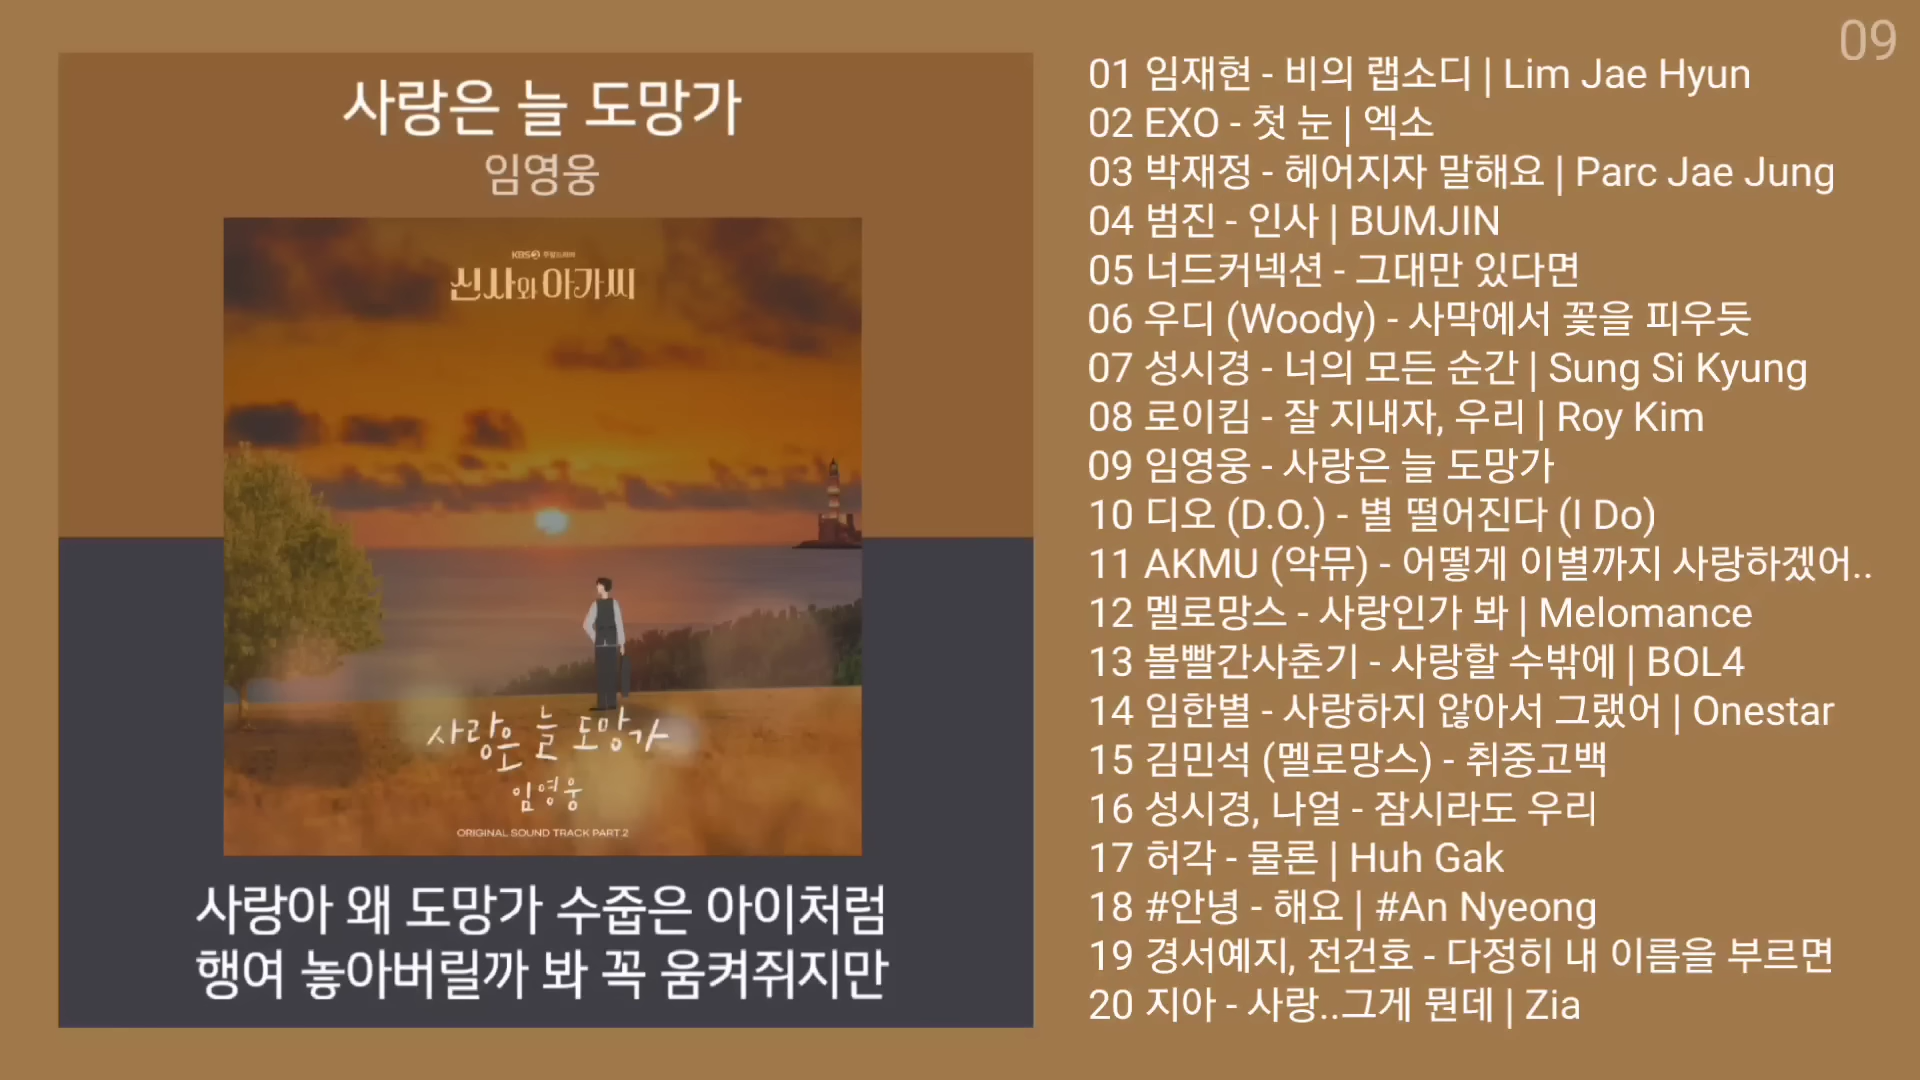 09
사랑은 늘 도망가
임영웅
KBS2 주말드라마
신사와 아가씨
사랑은 늘 도망가
임영웅
ORIGINAL SOUND TRACK PART 2
사랑아 왜 도망가 수줍은 아이처럼
행여 놓아버릴까 봐 꼭 움켜쥐지만
01 임재현 - 비의 랩소디 | Lim Jae Hyun
02 EXO - 첫 눈 | 엑소
03 박재정 - 헤어지자 말해요 | Parc Jae Jung
04 범진 - 인사 | BUMJIN
05 너드커넥션 - 그대만 있다면
06 우디 (Woody) - 사막에서 꽃을 피우듯
07 성시경 - 너의 모든 순간 | Sung Si Kyung
08 로이킴 - 잘 지내자, 우리 | Roy Kim
09 임영웅 - 사랑은 늘 도망가
10 디오 (D.O.) - 별 떨어진다 (I Do)
11 AKMU (악뮤) - 어떻게 이별까지 사랑하겠어..
12 멜로망스 - 사랑인가 봐 | Melomance
13 볼빨간사춘기 - 사랑할 수밖에 | BOL4
14 임한별 - 사랑하지 않아서 그랬어 | Onestar
15 김민석 (멜로망스) - 취중고백
16 성시경, 나얼 - 잠시라도 우리
17 허각 - 물론 | Huh Gak
18 #안녕 - 해요 | #An Nyeong
19 경서예지, 전건호 - 다정히 내 이름을 부르면
20 지아 - 사랑..그게 뭔데 | Zia